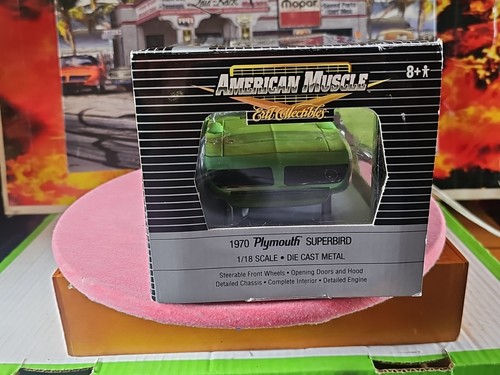 mopar
AMERICAN MUSCLE
8+
Ertl Collectibles
1970 Plymouth SUPERBIRD
1/18 SCALE • DIE CAST METAL
Steerable Front Wheels • Opening Doors and Hood
Detailed Chassis • Complete Interior • Detailed Engine